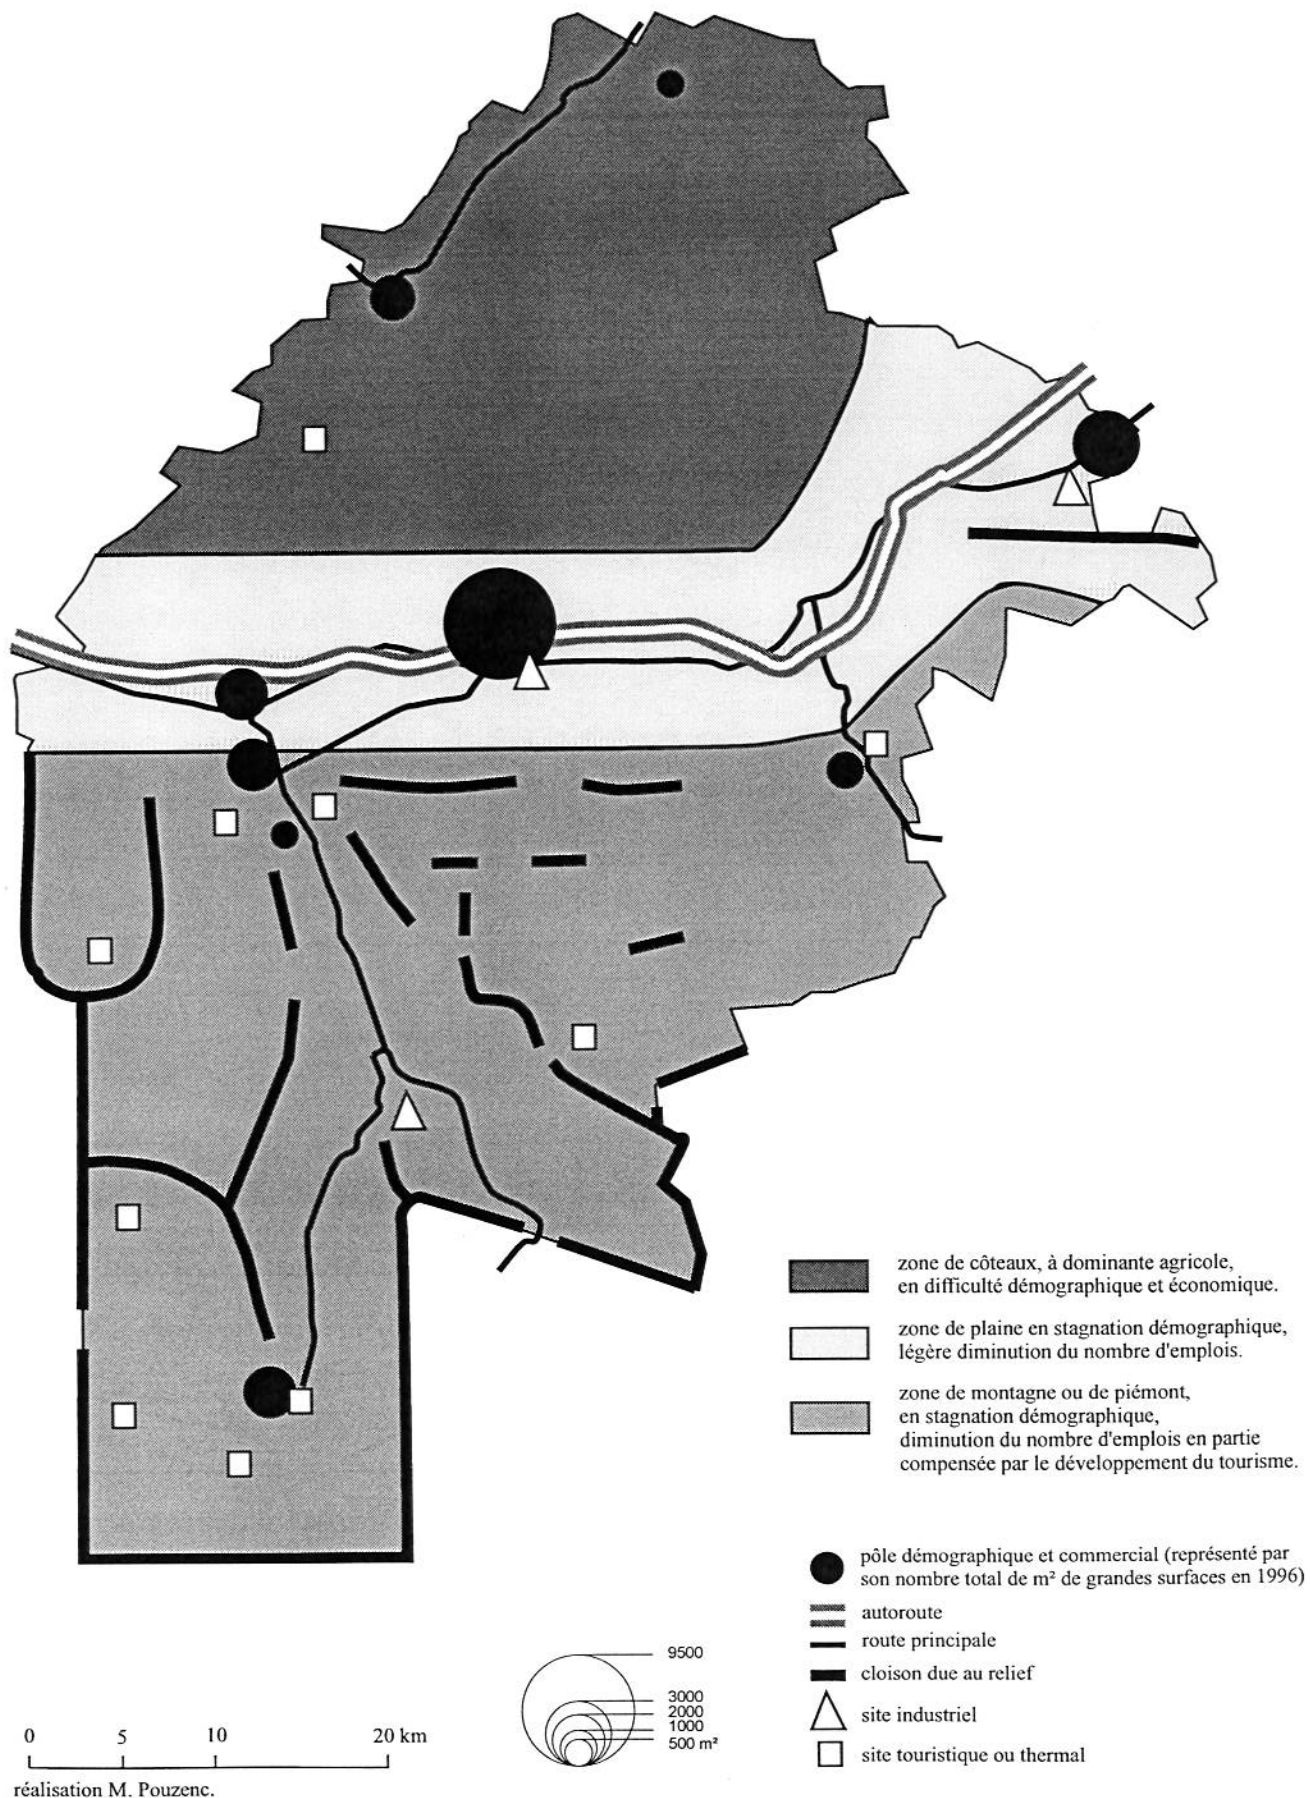 zone de côteaux, à dominante agricole,
en difficulté démographique et économique.
zone de plaine en stagnation démographique,
légère diminution du nombre d'emplois.
zone de montagne ou de piémont,
en stagnation démographique,
diminution du nombre d'emplois en partie
compensée par le développement du tourisme.
pôle démographique et commercial (représenté par
son nombre total de m² de grandes surfaces en 1996)
autoroute
route principale
cloison due au relief
site industriel
site touristique ou thermal
9500
3000
2000
1000
500 m²
0 5 10 20 km
réalisation M. Pouzenc.